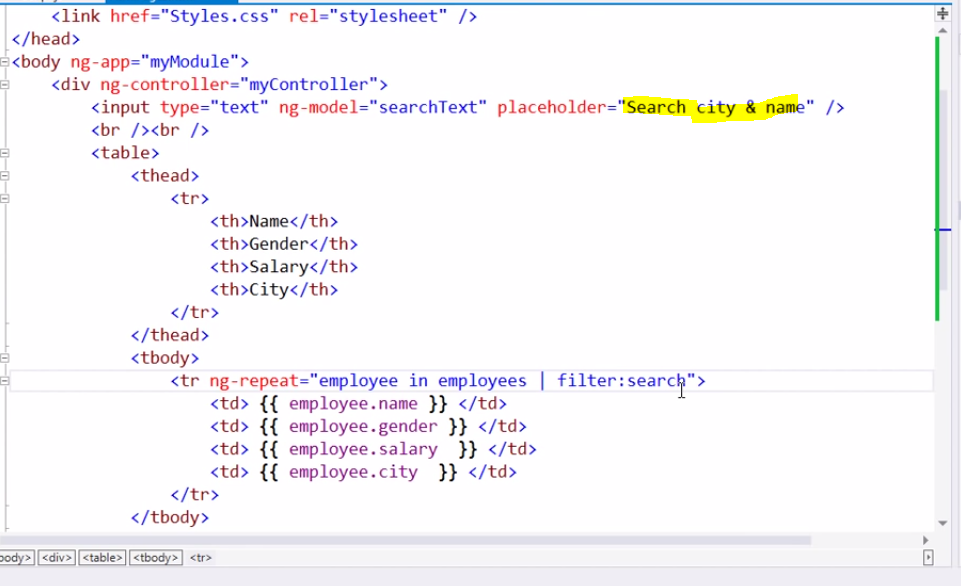 <link href="Styles.css" rel="stylesheet" />
</head>
<body ng-app="myModule">
<div ng-controller="myController">
<input type="text" ng-model="searchText" placeholder="Search city & name" />
<br /><br />
<table>
<thead>
<tr>
<th>Name</th>
<th>Gender</th>
<th>Salary</th>
<th>City</th>
</tr>
</thead>
<tbody>
<tr ng-repeat="employee in employees | filter:search">
<td> {{ employee.name }} </td>
<td> {{ employee.gender }} </td>
<td> {{ employee.salary  }} </td>
<td> {{ employee.city  }} </td>
</tr>
</tbody>
body> <div> <table> <tbody> <tr>